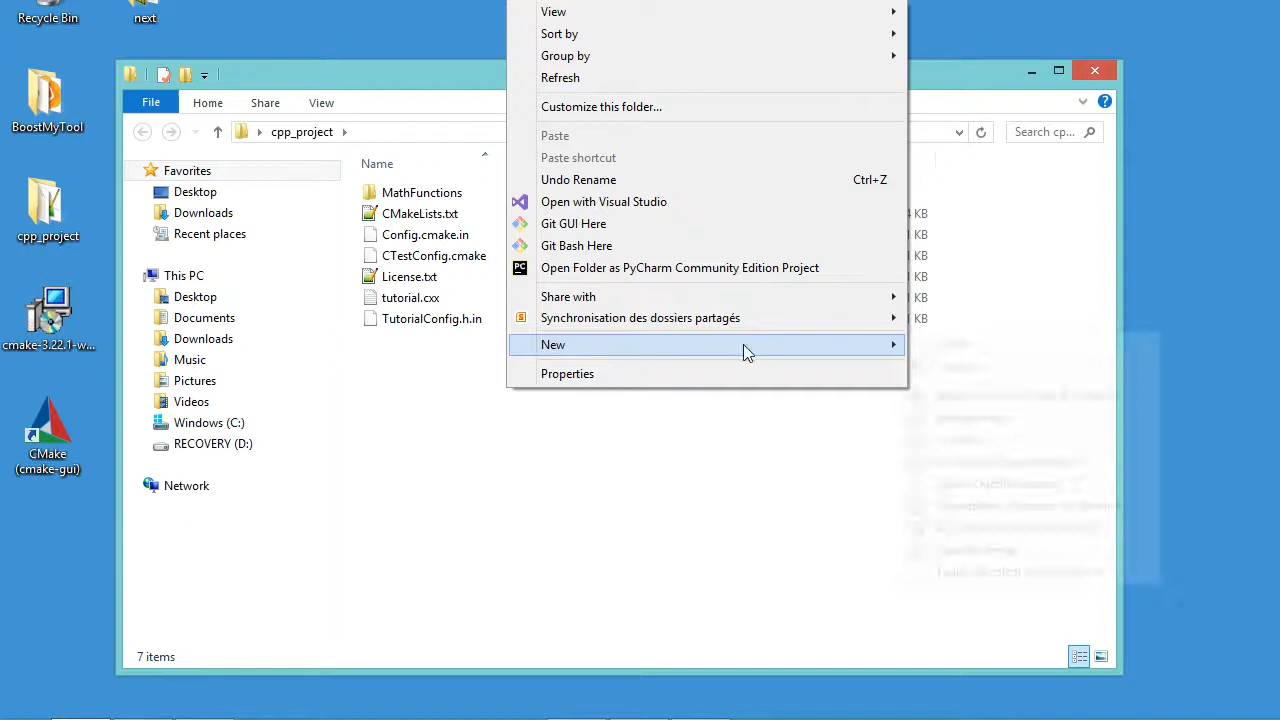 Recycle Bin
next
BoostMyTool
cpp_project
cmake-3.22.1-w...
CMake
(cmake-gui)
File
Home
Share
View
cpp_project
Search cp...
Favorites
Desktop
Downloads
Recent places
This PC
Desktop
Documents
Downloads
Music
Pictures
Videos
Windows (C:)
RECOVERY (D:)
Network
Name
MathFunctions
CMakeLists.txt
Config.cmake.in
CTestConfig.cmake
License.txt
tutorial.cxx
TutorialConfig.h.in
View
Sort by
Group by
Refresh
Customize this folder...
Paste
Paste shortcut
Undo Rename Ctrl+Z
Open with Visual Studio
Git GUI Here
Git Bash Here
Open Folder as PyCharm Community Edition Project
Share with
Synchronisation des dossiers partagés
New
Properties
KB
KB
KB
KB
KB
KB
7 items